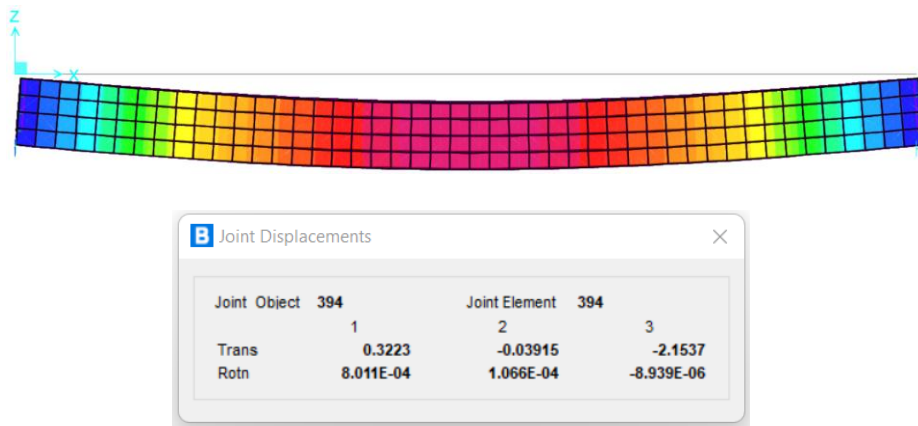 Z
X
B Joint Displacements
Joint Object 394 Joint Element 394
1 2 3
Trans 0.3223 -0.03915 -2.1537
Rotn 8.011E-04 1.066E-04 -8.939E-06